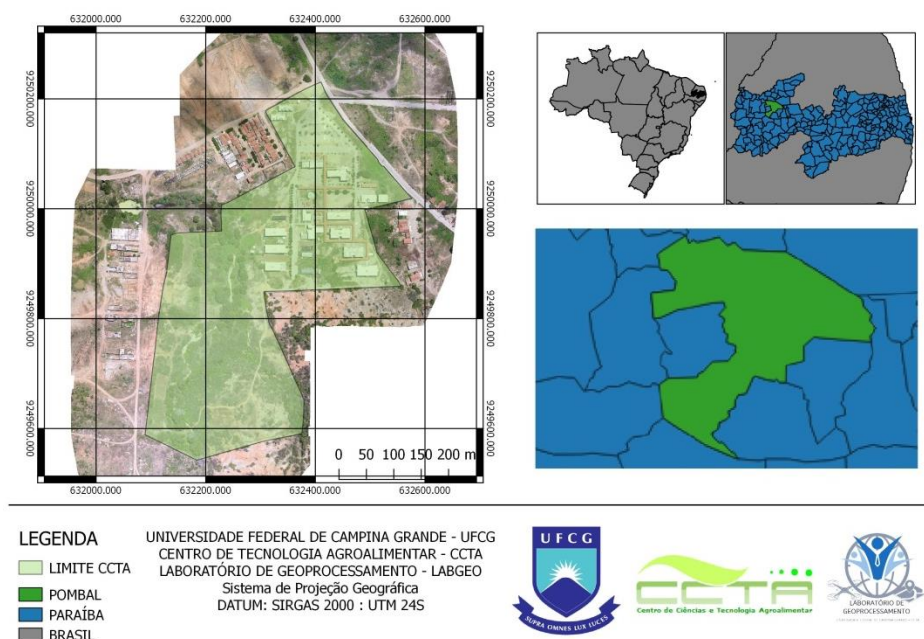 632000.000
632200.000
632400.000
632600.000
9250200.000
9250200.000
9250000.000
9250000.000
9249800.000
9249800.000
9249600.000
9249600.000
0 50 100 150 200 m
632000.000
632200.000
632400.000
632600.000
LEGENDA
LIMITE CCTA
POMBAL
PARAÍBA
BRASIL
UNIVERSIDADE FEDERAL DE CAMPINA GRANDE - UFCG
CENTRO DE TECNOLOGIA AGROALIMENTAR - CCTA
LABORATÓRIO DE GEOPROCESSAMENTO - LABGEO
Sistema de Projeção Geográfica
DATUM: SIRGAS 2000 : UTM 24S
UFCG
SUPRA OMNES LUX LUCES
CCTA
Centro de Ciências e Tecnologia Agroalimentar
LABORATÓRIO DE
GEOPROCESSAMENTO